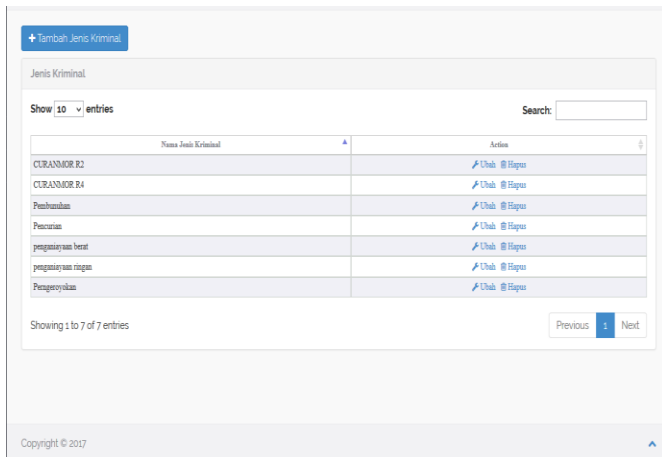 + Tambah Jenis Kriminal
Jenis Kriminal
Show 10 entries Search:
Nama Jenis Kriminal Action
CURANMOR R2 Ubah Hapus
CURANMOR R4 Ubah Hapus
Pembunuhan Ubah Hapus
Pencurian Ubah Hapus
penganiayaan berat Ubah Hapus
penganiayaan ringan Ubah Hapus
Perngeroyokan Ubah Hapus
Showing 1 to 7 of 7 entries Previous 1 Next
Copyright © 2017